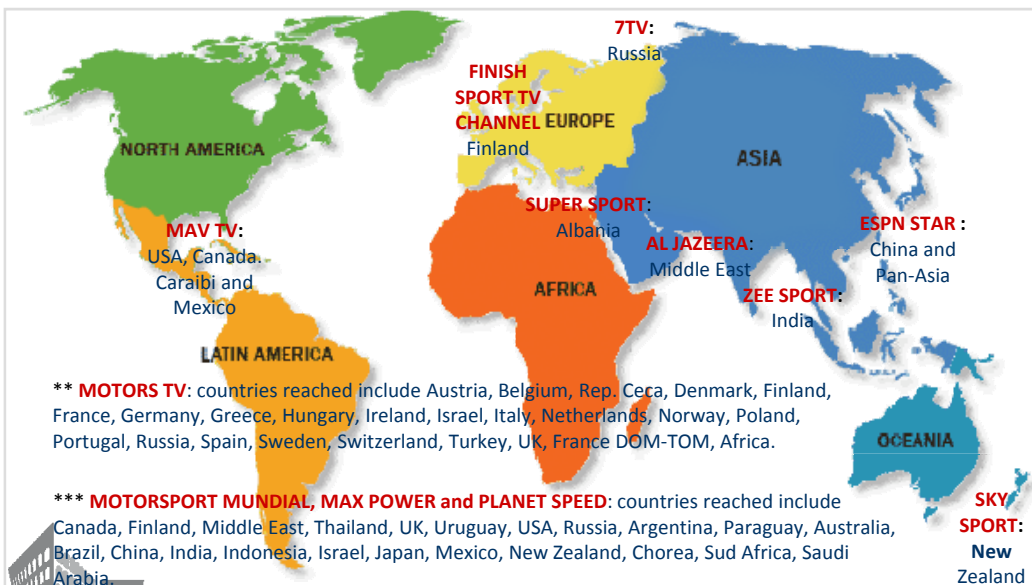 7TV:
Russia
FINISH
SPORT TV
CHANNEL
Finland
EUROPE
NORTH AMERICA
ASIA
SUPER SPORT:
Albania
MAV TV:
USA, Canada.
Caraibi and
Mexico
AL JAZEERA:
Middle East
ESPN STAR :
China and
Pan-Asia
ZEE SPORT:
India
AFRICA
LATIN AMERICA
** MOTORS TV: countries reached include Austria, Belgium, Rep. Ceca, Denmark, Finland,
France, Germany, Greece, Hungary, Ireland, Israel, Italy, Netherlands, Norway, Poland,
Portugal, Russia, Spain, Sweden, Switzerland, Turkey, UK, France DOM-TOM, Africa.
OCEANIA
*** MOTORSPORT MUNDIAL, MAX POWER and PLANET SPEED: countries reached include
Canada, Finland, Middle East, Thailand, UK, Uruguay, USA, Russia, Argentina, Paraguay, Australia,
Brazil, China, India, Indonesia, Israel, Japan, Mexico, New Zealand, Chorea, Sud Africa, Saudi
Arabia.
SKY
SPORT:
New
Zealand